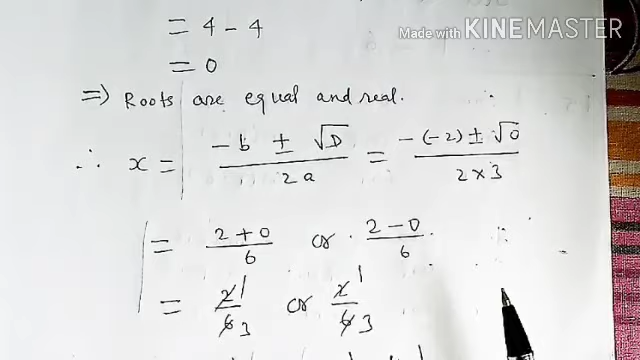 Made with KINEMASTER
= 4 - 4
= 0
=> Roots are equal and real.
∴ x = (-b ± √D)/2a = (-(-2) ± √0)/(2×3)
= (2+0)/6 or (2-0)/6
= 2/6 1/3 or 2/6 1/3